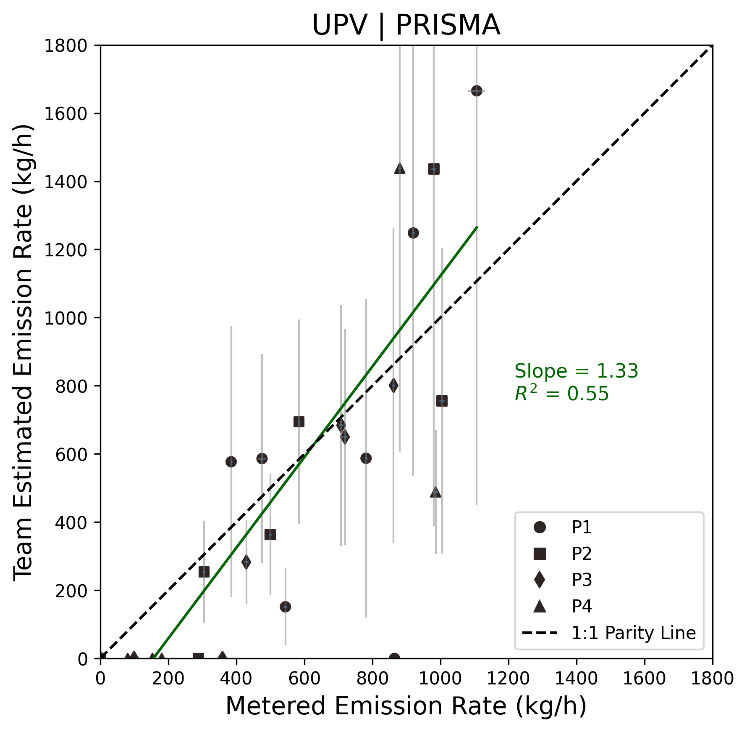 UPV | PRISMA
Team Estimated Emission Rate (kg/h)
1800
1600
1400
1200
1000
800
600
400
200
0
Slope = 1.33
R² = 0.55
P1
P2
P3
P4
1:1 Parity Line
0 200 400 600 800 1000 1200 1400 1600 1800
Metered Emission Rate (kg/h)